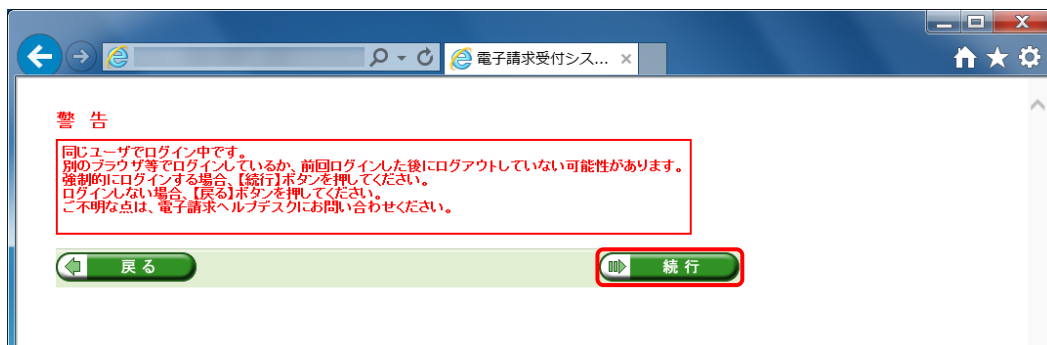 電子請求受付シス...
警 告
同じユーザでログイン中です。
別のブラウザ等でログインしているか、前回ログインした後にログアウトしていない可能性があります。
強制的にログインする場合、【続行】ボタンを押してください。
ログインしない場合、【戻る】ボタンを押してください。
ご不明な点は、電子請求ヘルプデスクにお問い合わせください。
戻る
続行